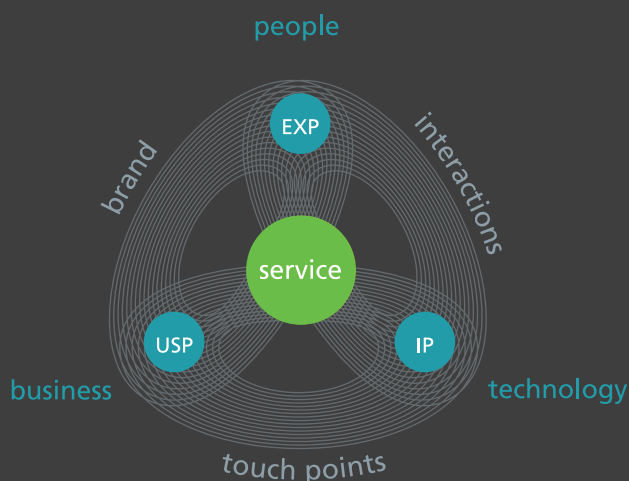 people
EXP
brand
interactions
service
USP
IP
business
technology
touch points